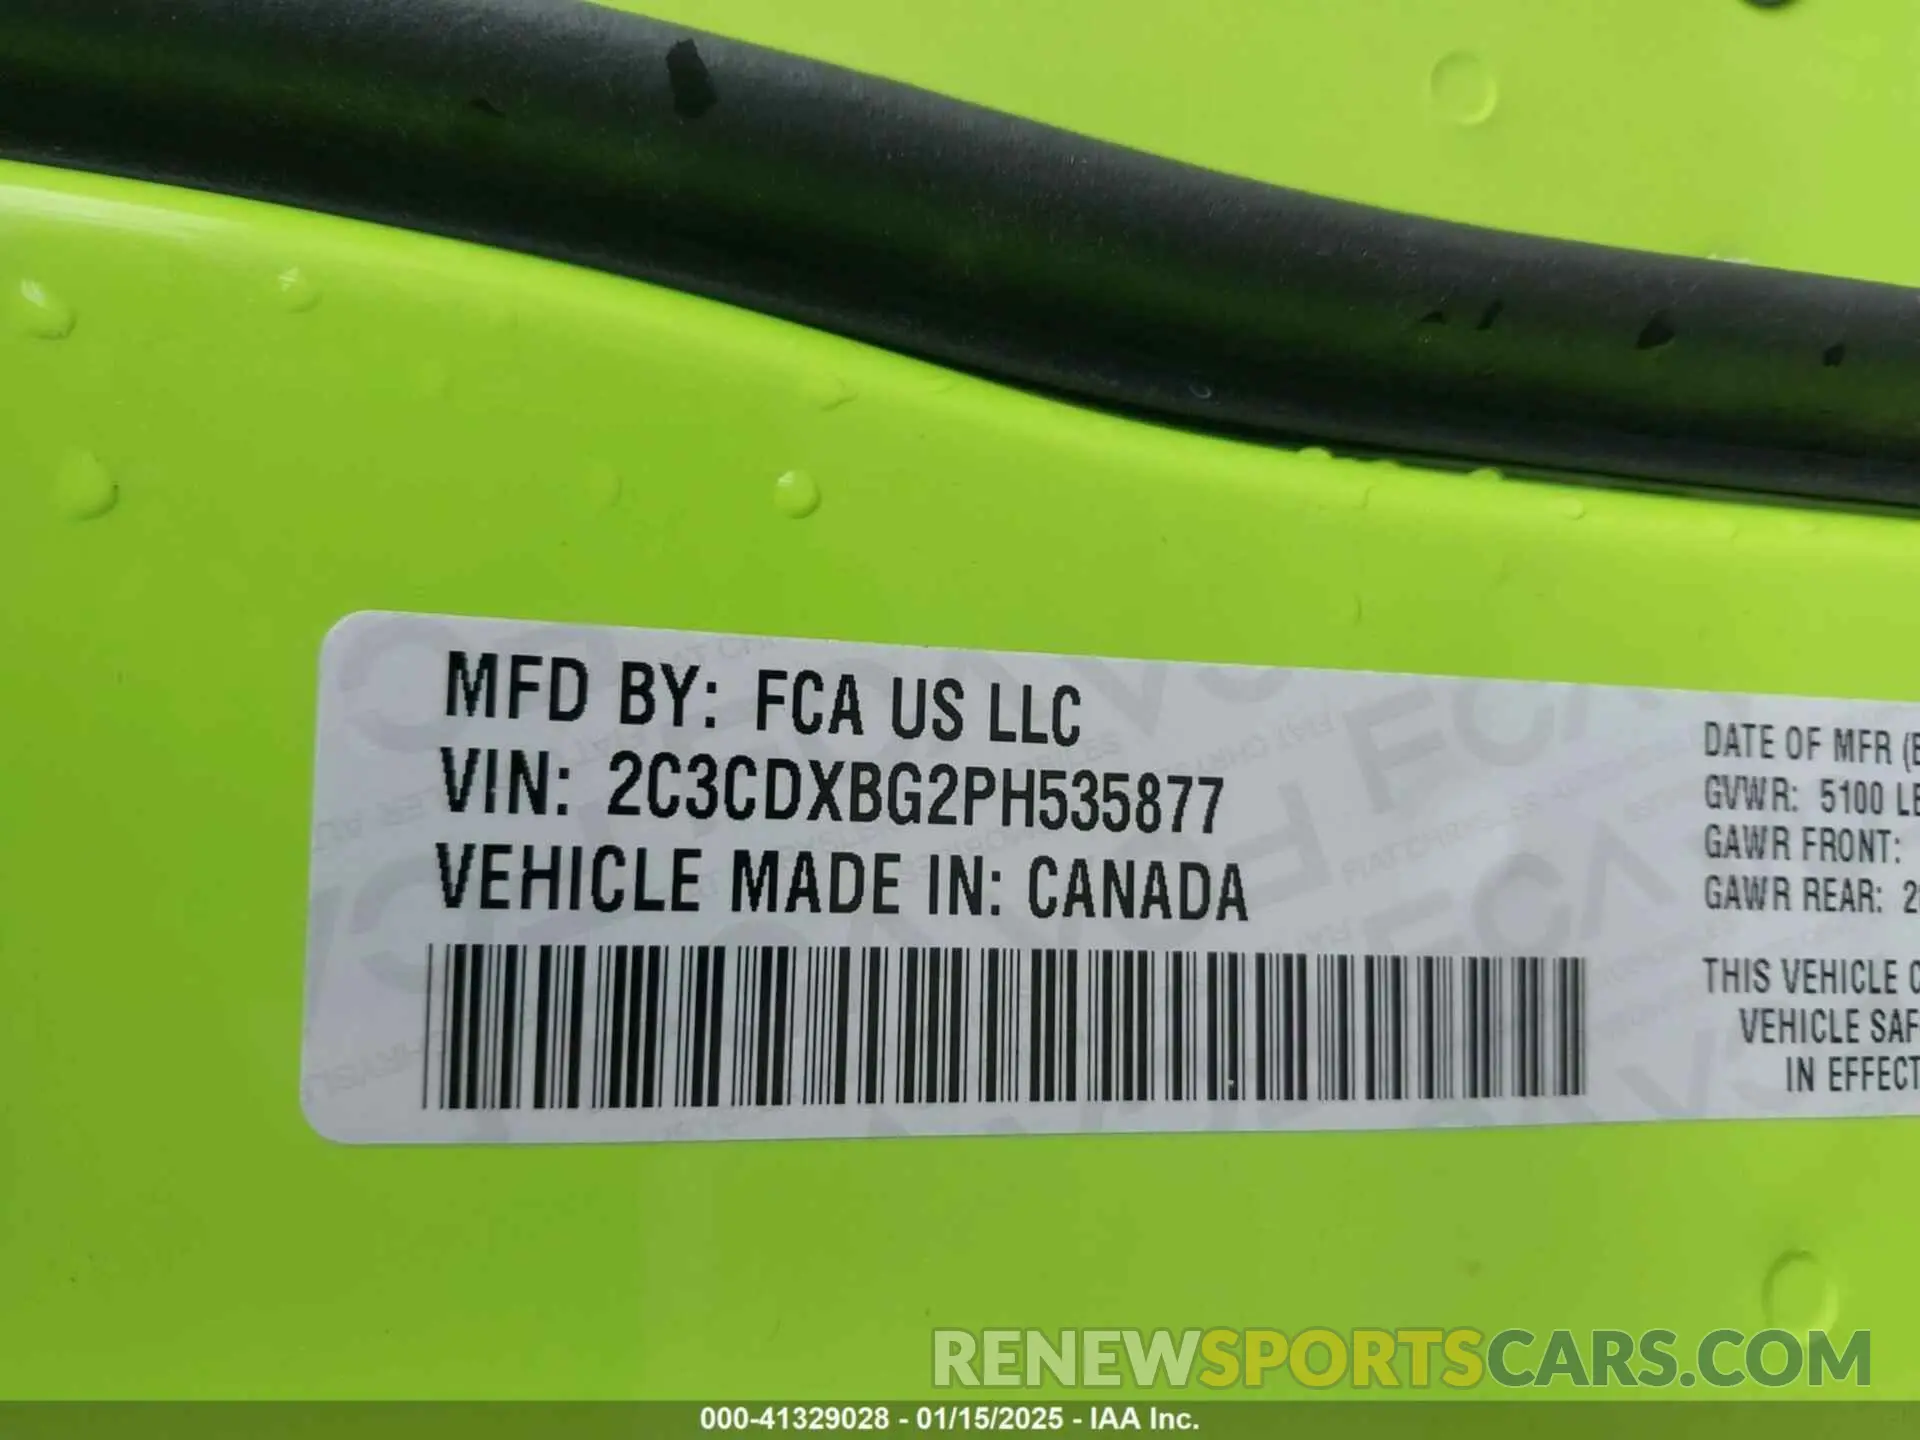 MFD BY: FCA US LLC
VIN: 2C3CDXBG2PH535877
VEHICLE MADE IN: CANADA
DATE OF MFR
GVWR: 5100
GAWR FRONT:
GAWR REAR:
THIS VEHICLE
VEHICLE
IN EFFECT
RENEWSPORTSCARS.COM
000-41329028 - 01/15/2025 - IAA Inc.